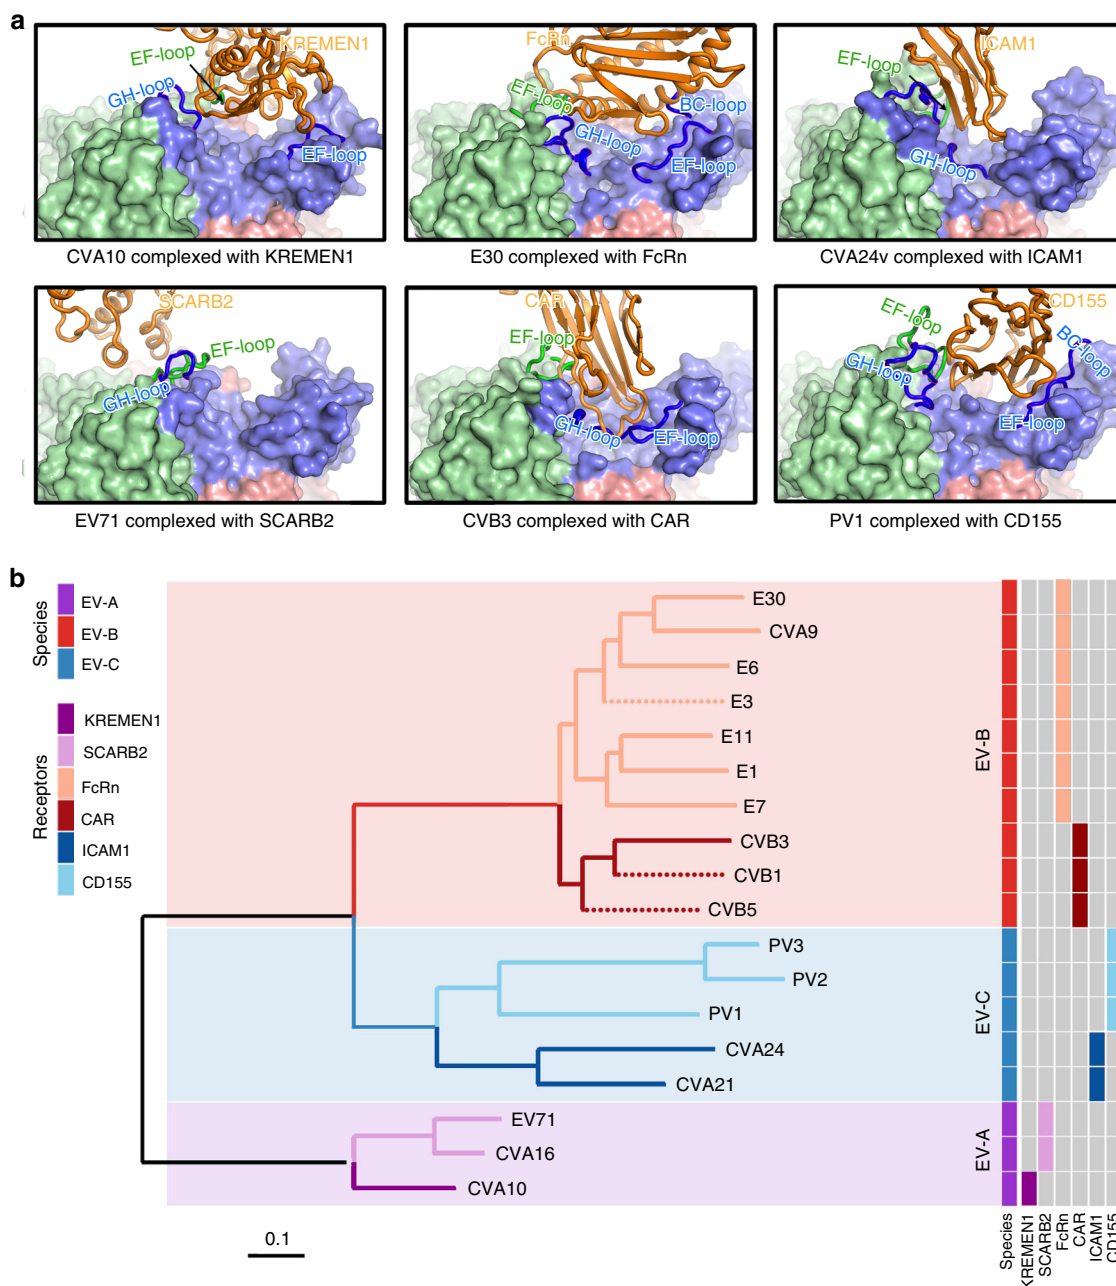 a
KREMEN1
EF-loop
GH-loop
EF-loop
CVA10 complexed with KREMEN1
FcRn
EF-loop
BC-loop
GH-loop
EF-loop
E30 complexed with FcRn
ICAM1
EF-loop
GH-loop
CVA24v complexed with ICAM1
SCARB2
EF-loop
GH-loop
EV71 complexed with SCARB2
CAR
EF-loop
GH-loop
EF-loop
CVB3 complexed with CAR
CD155
EF-loop
BC-loop
GH-loop
EF-loop
PV1 complexed with CD155
b
Species
EV-A
EV-B
EV-C
Receptors
KREMEN1
SCARB2
FcRn
CAR
ICAM1
CD155
E30
CVA9
E6
E3
E11
E1
E7
CVB3
CVB1
CVB5
PV3
PV2
PV1
CVA24
CVA21
EV71
CVA16
CVA10
EV-B
EV-C
EV-A
0.1
Species
KREMEN1
SCARB2
FcRn
CAR
ICAM1
CD155